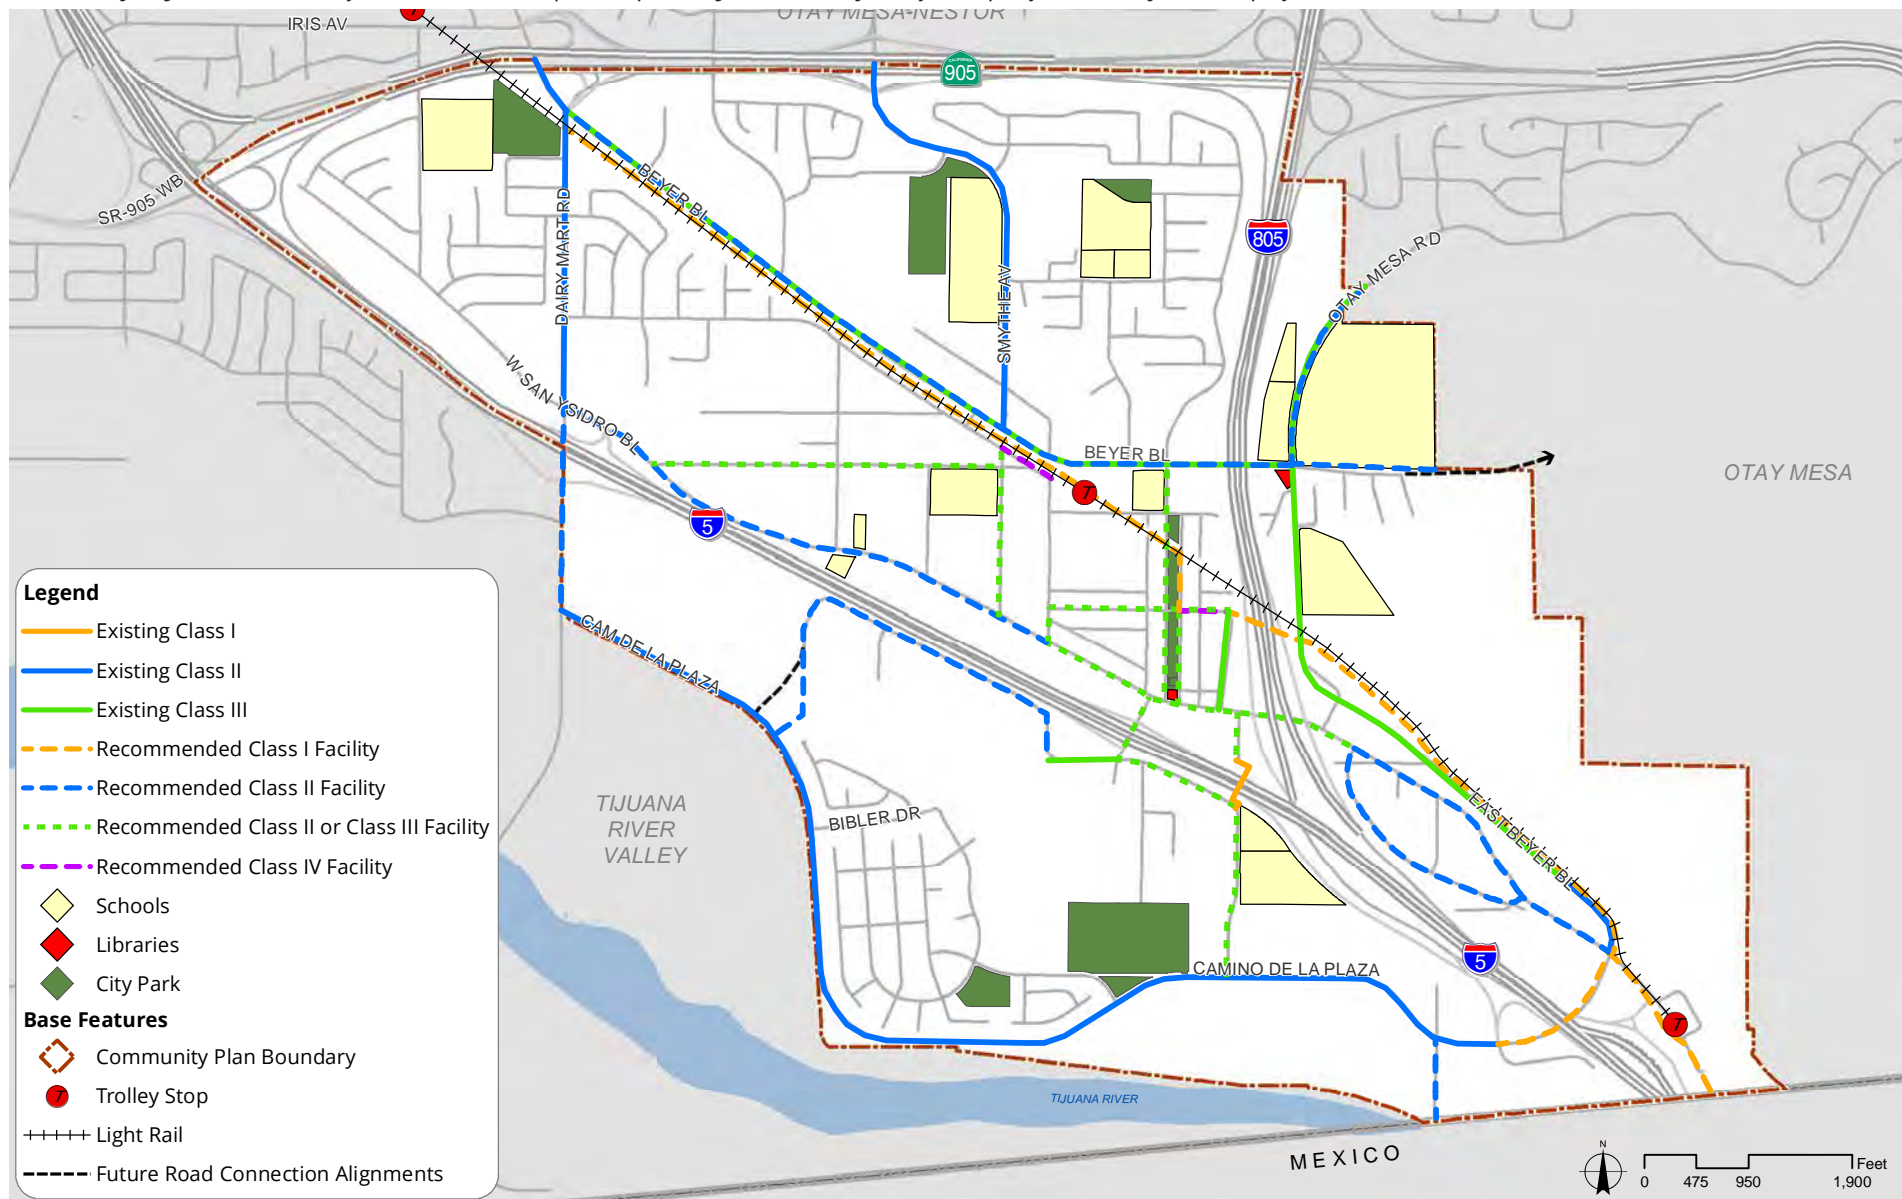 OTAY MESA-NESTOR
IRIS AV
CALIFORNIA
905
SR-905 WB
BEYER BL
DAIRY MART RD
SMYTHE AV
805
OTAY MESA RD
W SAN YSIDRO BL
BEYER BL
OTAY MESA
5
CAM DE LA PLAZA
TIJUANA
RIVER
VALLEY
BIBLER DR
EAST BEYER BL
5
CAMINO DE LA PLAZA
TIJUANA RIVER
MEXICO
Legend
Existing Class I
Existing Class II
Existing Class III
Recommended Class I Facility
Recommended Class II Facility
Recommended Class II or Class III Facility
Recommended Class IV Facility
Schools
Libraries
City Park
Base Features
Community Plan Boundary
Trolley Stop
Light Rail
Future Road Connection Alignments
N
Feet
0 475 950 1,900